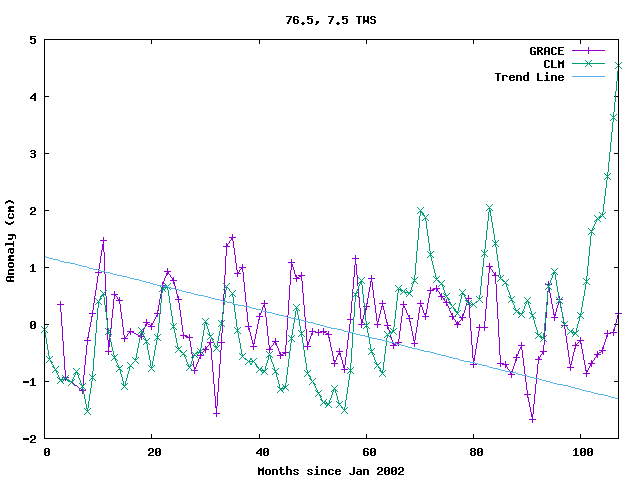 76.5, 7.5 TWS
GRACE
CLM
Trend Line
5
4
3
2
1
0
-1
-2
Anomaly (cm)
0 20 40 60 80 100
Months since Jan 2002